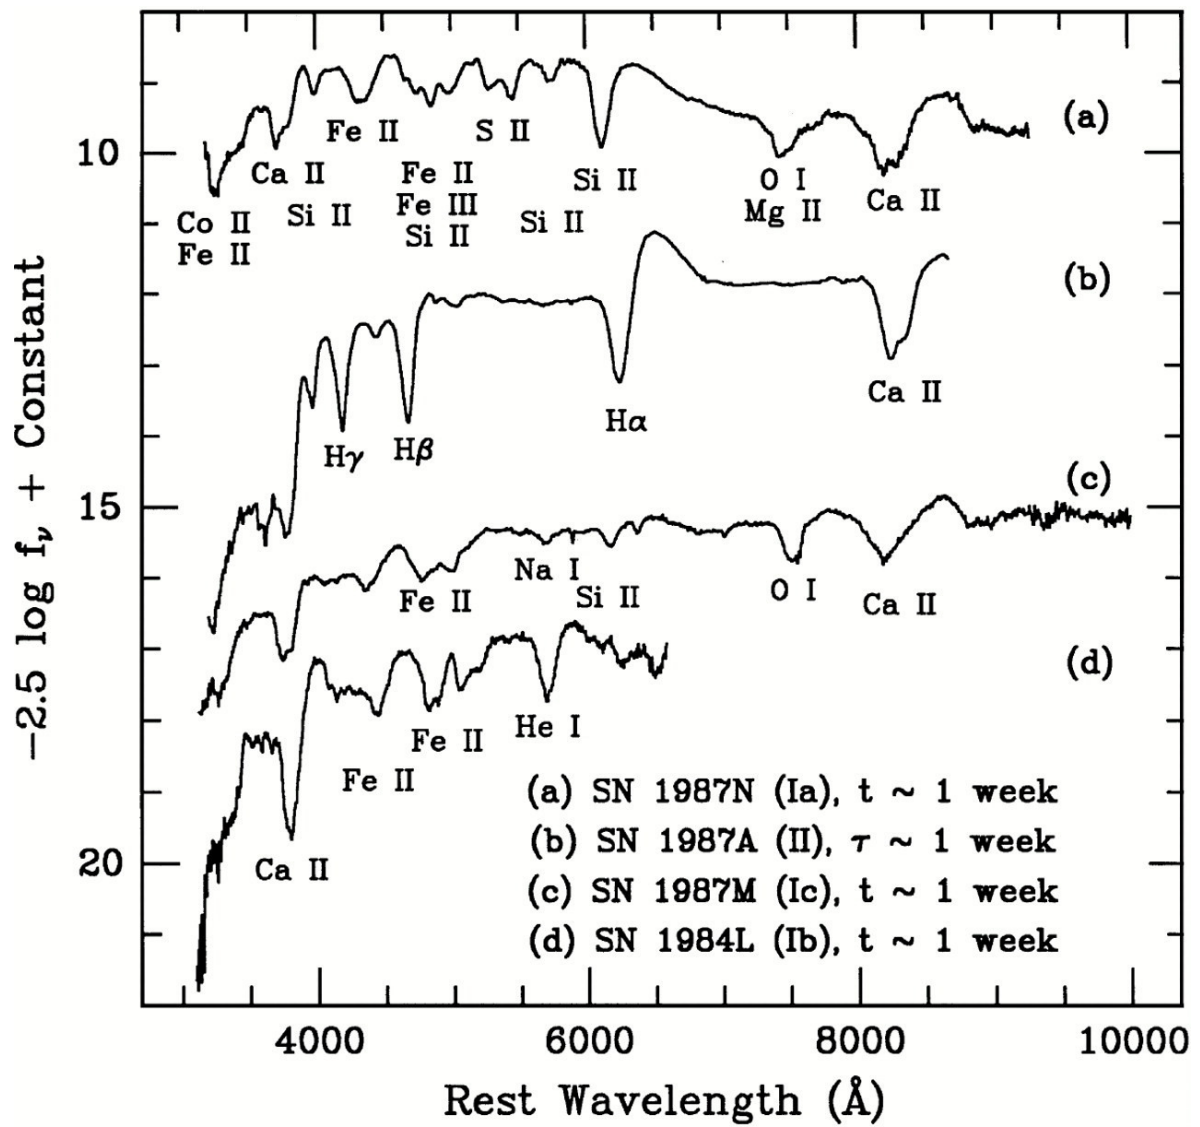 (a)
Fe II
S II
10
Ca II
Fe II
Si II
O I
Fe III
Mg II
Ca II
Si II
Si II
Si II
Co II
Fe II
(b)
Ca II
Hα
Hγ
Hβ
(c)
15
Na I
Fe II
Si II
O I
Ca II
(d)
He I
Fe II
Fe II
(a) SN 1987N (Ia), t ~ 1 week
(b) SN 1987A (II), τ ~ 1 week
20
Ca II
(c) SN 1987M (Ic), t ~ 1 week
(d) SN 1984L (Ib), t ~ 1 week
4000
6000
8000
10000
Rest Wavelength (Å)
−2.5 log fν + Constant